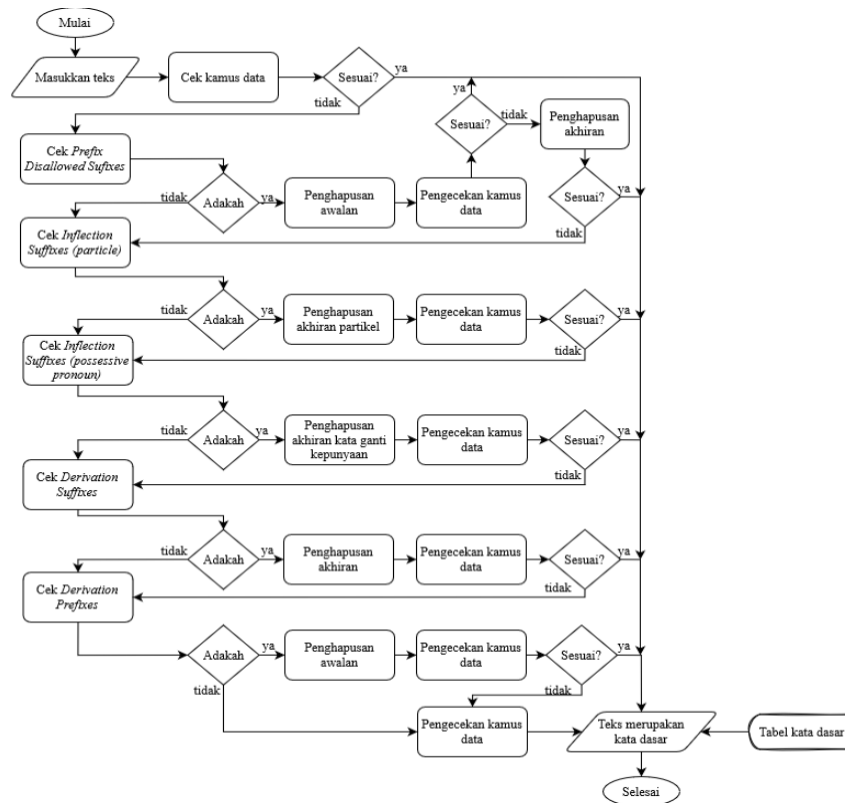 Mulai
Masukkan teks
Cek kamus data
Sesuai?
ya
tidak
ya
Sesuai?
tidak
Penghapusan
akhiran
Cek Prefix
Disallowed Sufixes
tidak
Adakah
ya
Penghapusan
awalan
Pengecekan kamus
data
Sesuai?
ya
tidak
Cek Inflection
Suffixes (particle)
tidak
Adakah
ya
Penghapusan
akhiran partikel
Pengecekan kamus
data
Sesuai?
ya
tidak
Cek Inflection
Suffixes (possessive
pronoun)
tidak
Adakah
ya
Penghapusan
akhiran kata ganti
kepunyaan
Pengecekan kamus
data
Sesuai?
ya
tidak
Cek Derivation
Suffixes
tidak
Adakah
ya
Penghapusan
akhiran
Pengecekan kamus
data
Sesuai?
ya
tidak
Cek Derivation
Prefixes
Adakah
ya
tidak
Penghapusan
awalan
Pengecekan kamus
data
Sesuai?
ya
tidak
Pengecekan kamus
data
Teks merupakan
kata dasar
Tabel kata dasar
Selesai